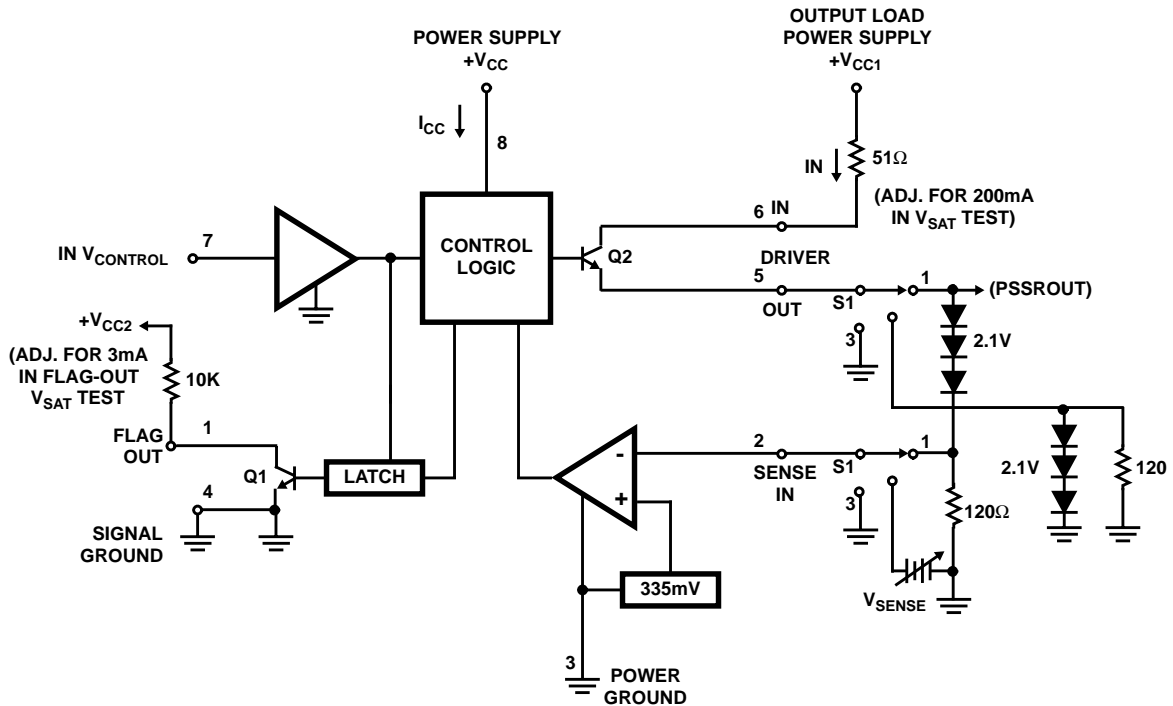 OUTPUT LOAD
POWER SUPPLY
+VCC1
POWER SUPPLY
+VCC
ICC
8
IN
51Ω
(ADJ. FOR 200mA
IN VSAT TEST)
6
IN
7
IN VCONTROL
CONTROL
LOGIC
Q2
DRIVER
5
OUT
S1
1
(PSSROUT)
3
2.1V
+VCC2
(ADJ. FOR 3mA
IN FLAG-OUT
VSAT TEST
10K
FLAG
OUT
1
Q1
LATCH
4
SIGNAL
GROUND
-
+
2
SENSE
IN
S1
1
3
2.1V
120
120Ω
335mV
VSENSE
3
POWER
GROUND